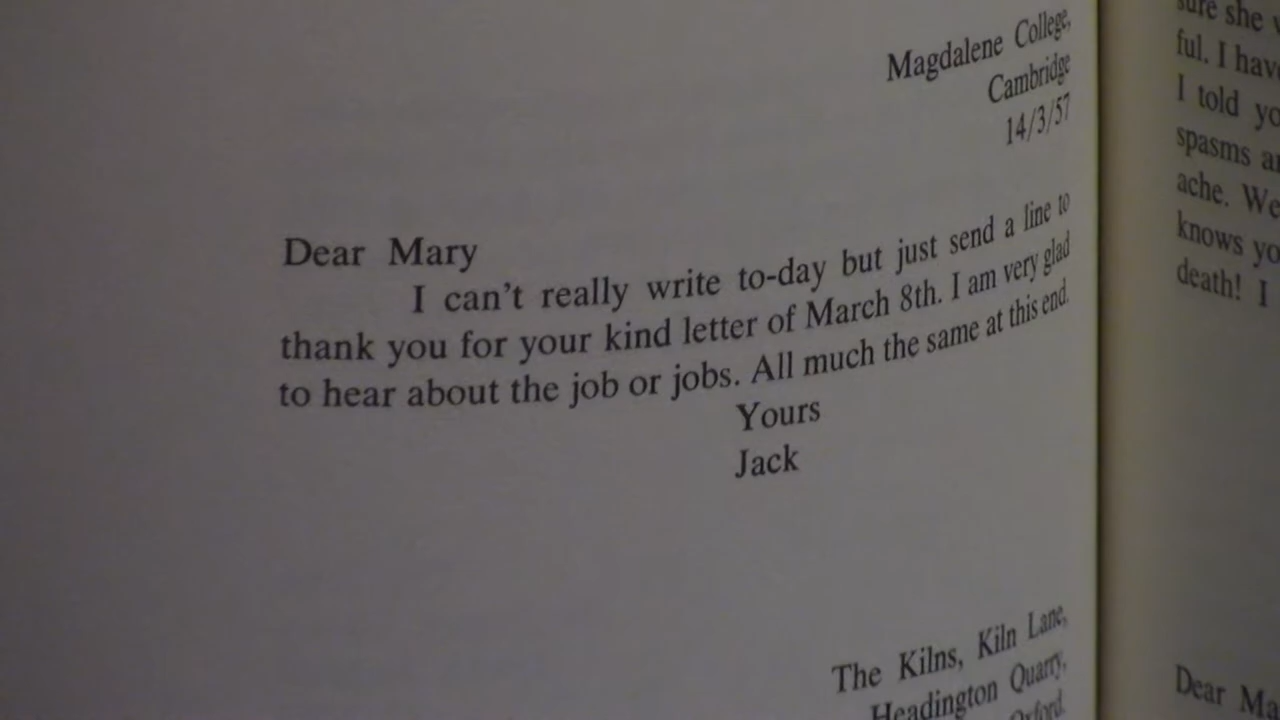 Magdalene College,
Cambridge
14/3/57
Dear Mary
I can't really write to-day but just send a line to
thank you for your kind letter of March 8th. I am very glad
to hear about the job or jobs. All much the same at this end.
Yours
Jack
The Kilns, Kiln Lane,
Headington Quarry,
Oxford.
sure she
ful. I have
I told yo
spasms a
ache. We
knows yo
death! I
Dear Ma